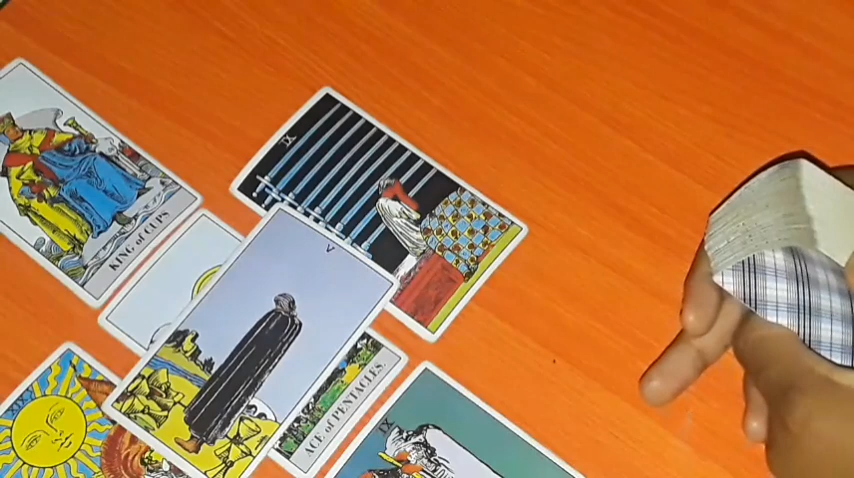 KING of CUPS
IX
V
ACE of PENTACLES.
IX
XIX